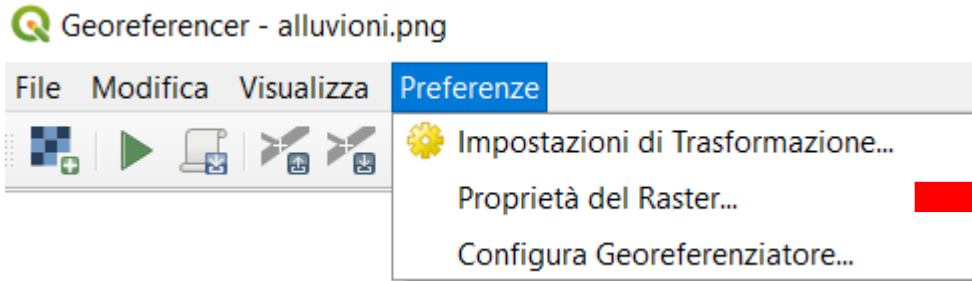 Georeferencer - alluvioni.png
File Modifica Visualizza Preferenze
Impostazioni di Trasformazione...
Proprietà del Raster...
Configura Georeferenziatore...